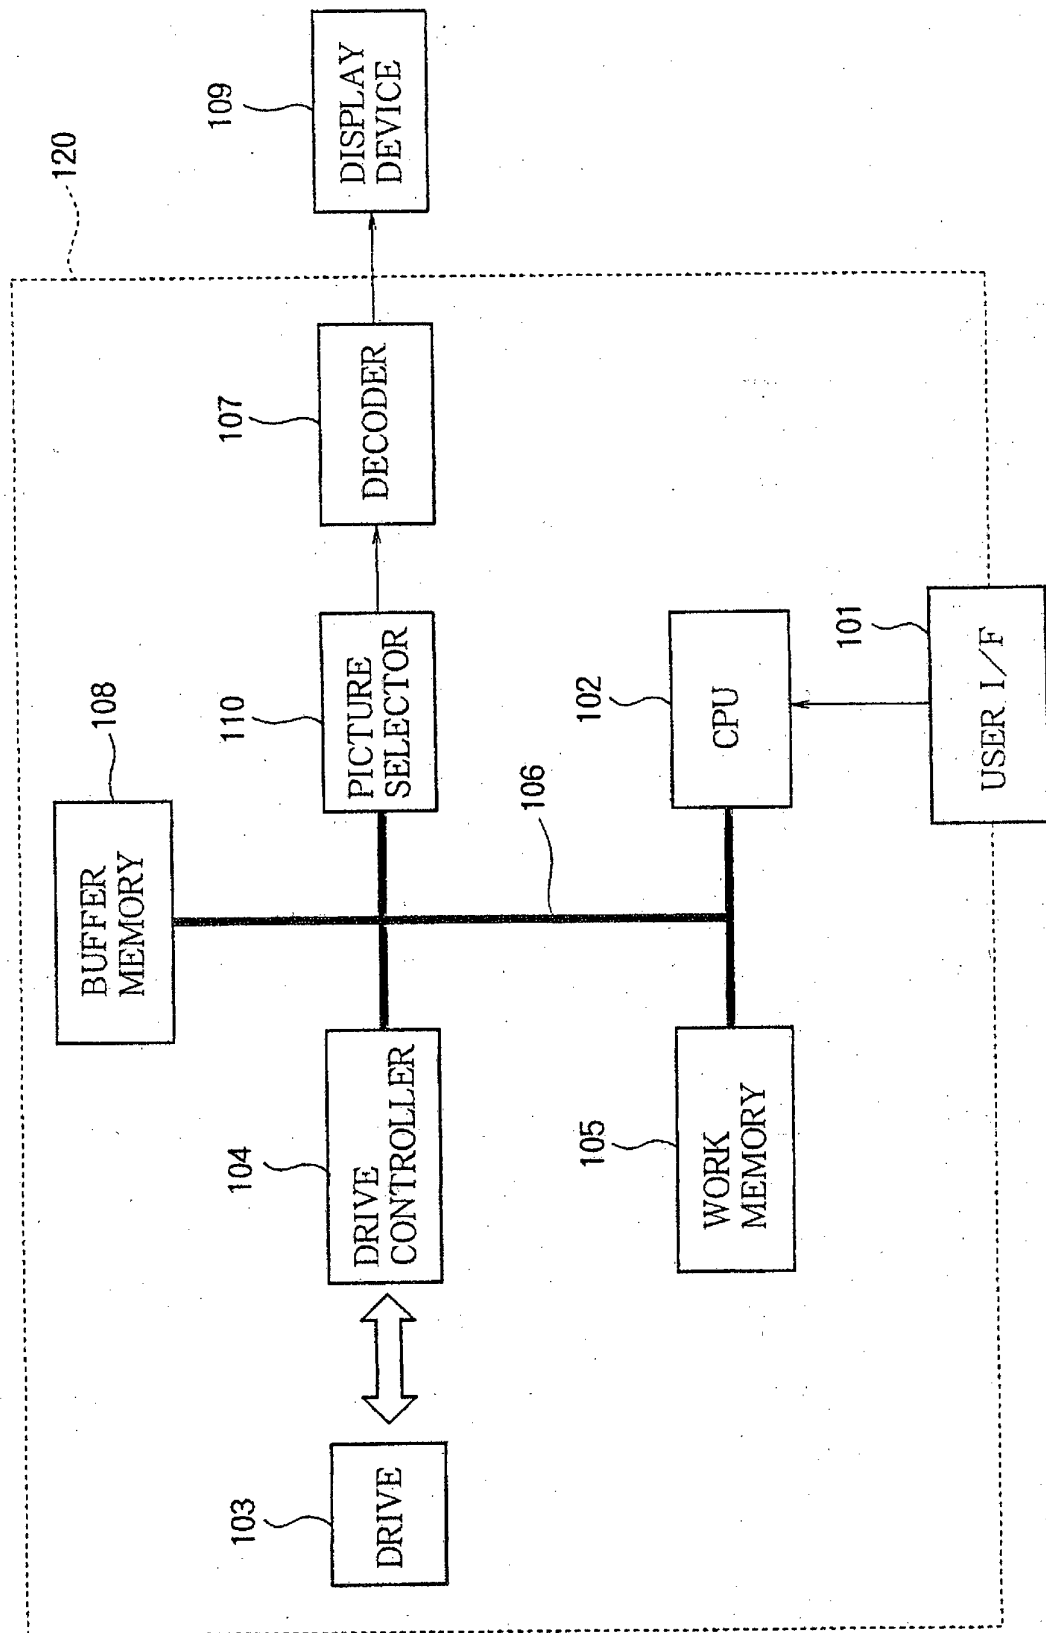 120
108
BUFFER
MEMORY
103
DRIVE
104
DRIVE
CONTROLLER
110
PICTURE
SELECTOR
107
DECODER
109
DISPLAY
DEVICE
106
105
WORK
MEMORY
102
CPU
101
USER I/F